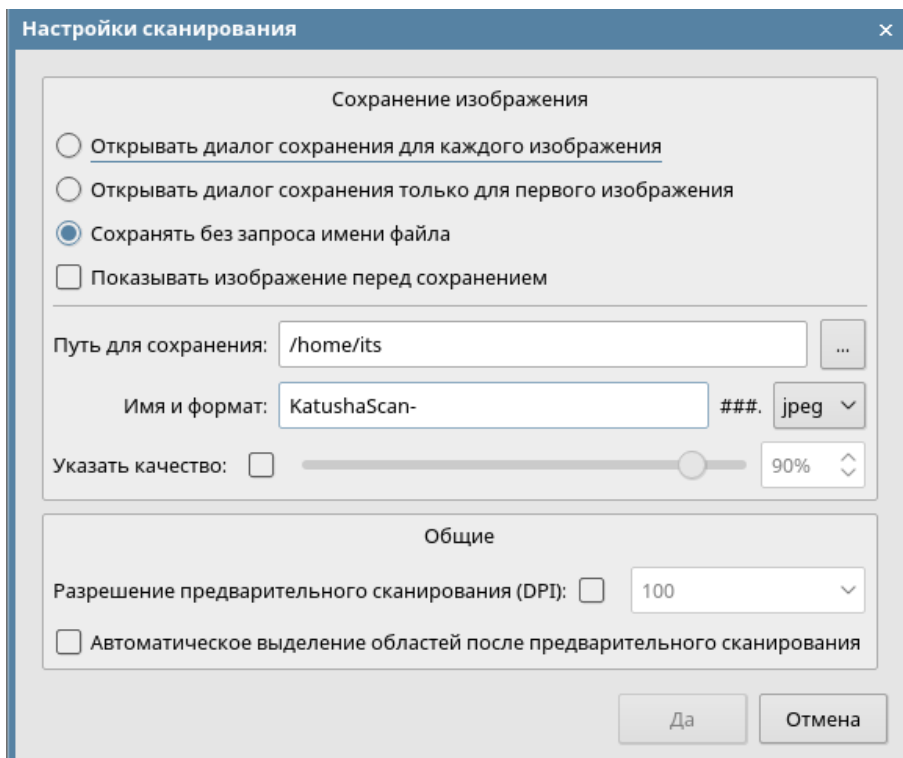 Настройки сканирования ×
Сохранение изображения
Открывать диалог сохранения для каждого изображения
Открывать диалог сохранения только для первого изображения
Сохранять без запроса имени файла
Показывать изображение перед сохранением
Путь для сохранения: /home/its ...
Имя и формат: KatushaScan- ###. jpeg
Указать качество: 90%
Общие
Разрешение предварительного сканирования (DPI): 100
Автоматическое выделение областей после предварительного сканирования
Да Отмена